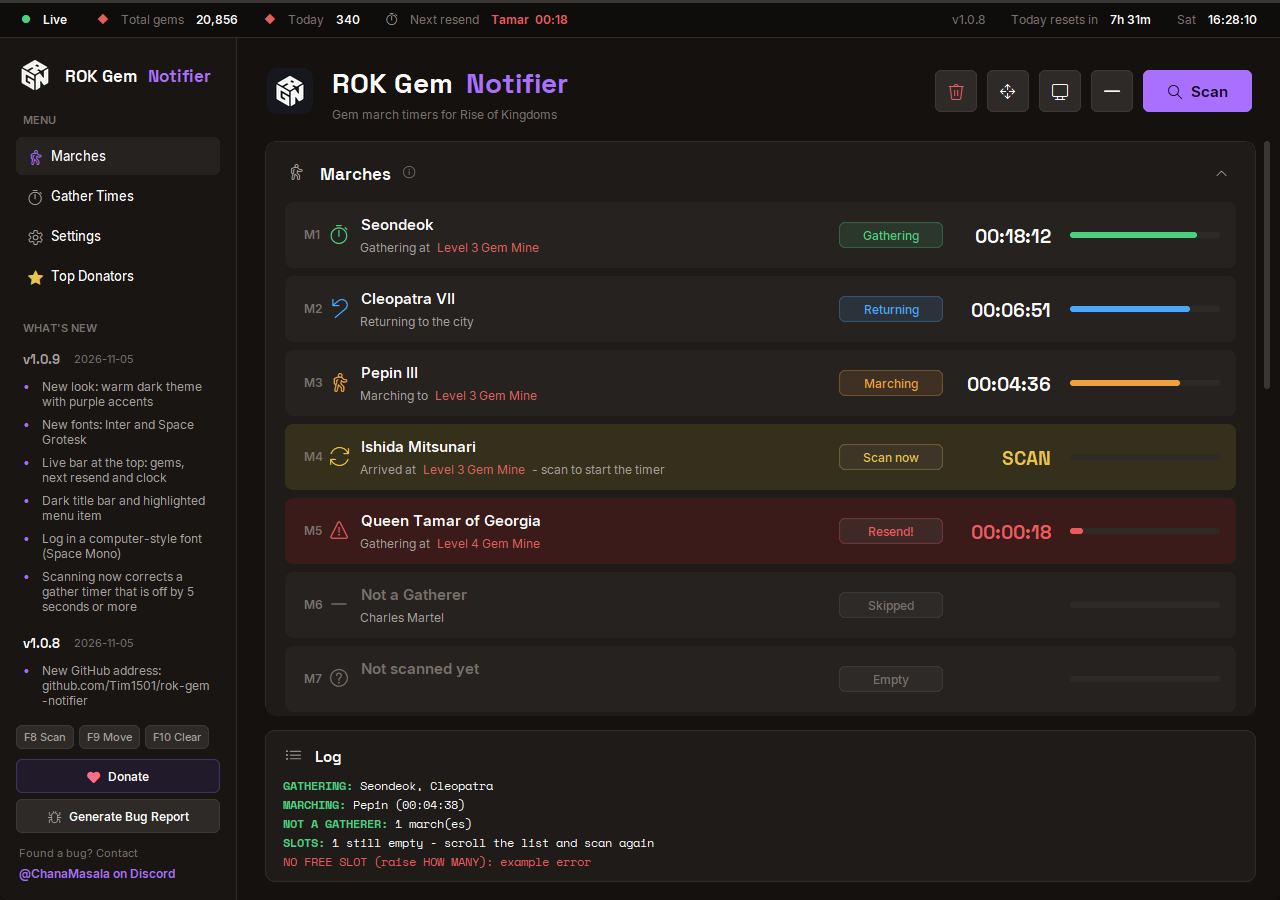 Live Total gems 20,856 Today 340 Next resend Tamar 00:18 v1.0.8 Today resets in 7h 31m Sat 16:28:10
ROK Gem Notifier
MENU
Marches
Gather Times
Settings
Top Donators
WHAT'S NEW
v1.0.9 2026-11-05
• New look: warm dark theme
with purple accents
• New fonts: Inter and Space
Grotesk
• Live bar at the top: gems,
next resend and clock
• Dark title bar and highlighted
menu item
• Log in a computer-style font
(Space Mono)
• Scanning now corrects a
gather timer that is off by 5
seconds or more
v1.0.8 2026-11-05
• New GitHub address:
github.com/Tim1501/rok-gem
-notifier
F8 Scan F9 Move F10 Clear
Donate
Generate Bug Report
Found a bug? Contact
@ChanaMasala on Discord
ROK Gem Notifier
Gem march timers for Rise of Kingdoms
Scan
Marches
M1 Seondeok Gathering 00:18:12
Gathering at Level 3 Gem Mine
M2 Cleopatra VII Returning 00:06:51
Returning to the city
M3 Pepin III Marching 00:04:36
Marching to Level 3 Gem Mine
M4 Ishida Mitsunari Scan now SCAN
Arrived at Level 3 Gem Mine - scan to start the timer
M5 Queen Tamar of Georgia Resend! 00:00:18
Gathering at Level 4 Gem Mine
M6 Not a Gatherer Skipped
Charles Martel
M7 Not scanned yet Empty
Log
GATHERING: Seondeok, Cleopatra
MARCHING: Pepin (00:04:38)
NOT A GATHERER: 1 march(es)
SLOTS: 1 still empty - scroll the list and scan again
NO FREE SLOT (raise HOW MANY): example error